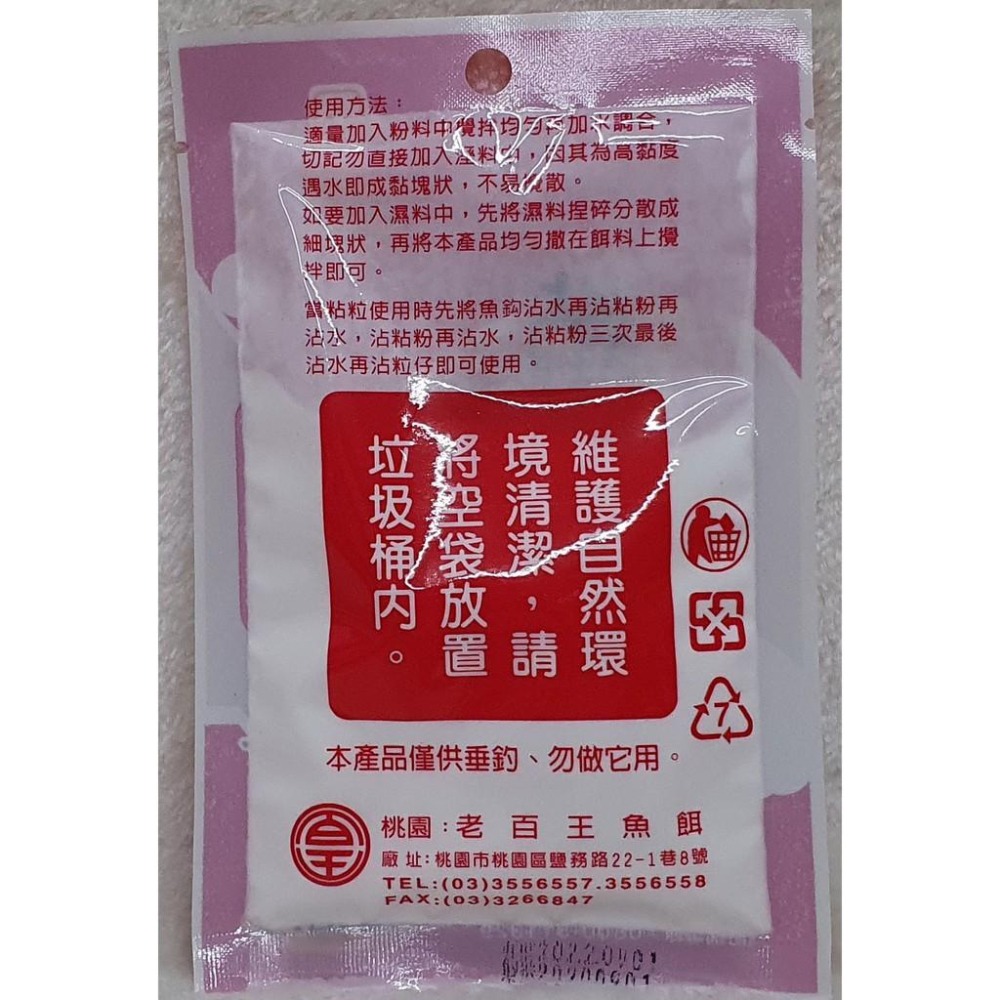 使用方法：
適量加入粉料中攪拌均勻再加水調合，
切記勿直接加入溼料中，因其為高黏度
遇水即成黏塊狀，不易攪散。
如要加入濕料中，先將濕料捏碎分散成
細塊狀，再將本產品均勻撒在餌料上攪
拌即可。
當粘粒使用時先將魚鉤沾水再沾粘粉再
沾水，沾粘粉再沾水，沾粘粉三次最後
沾水再沾粒仔即可使用。
維護自然環
境清潔，請
將空袋放置
垃圾桶內。
7
本產品僅供垂釣、勿做它用。
桃園：老百王魚餌
廠址：桃園市桃園區鹽務路22-1巷8號
TEL:(03)3556557.3556558
FAX:(03)3266847